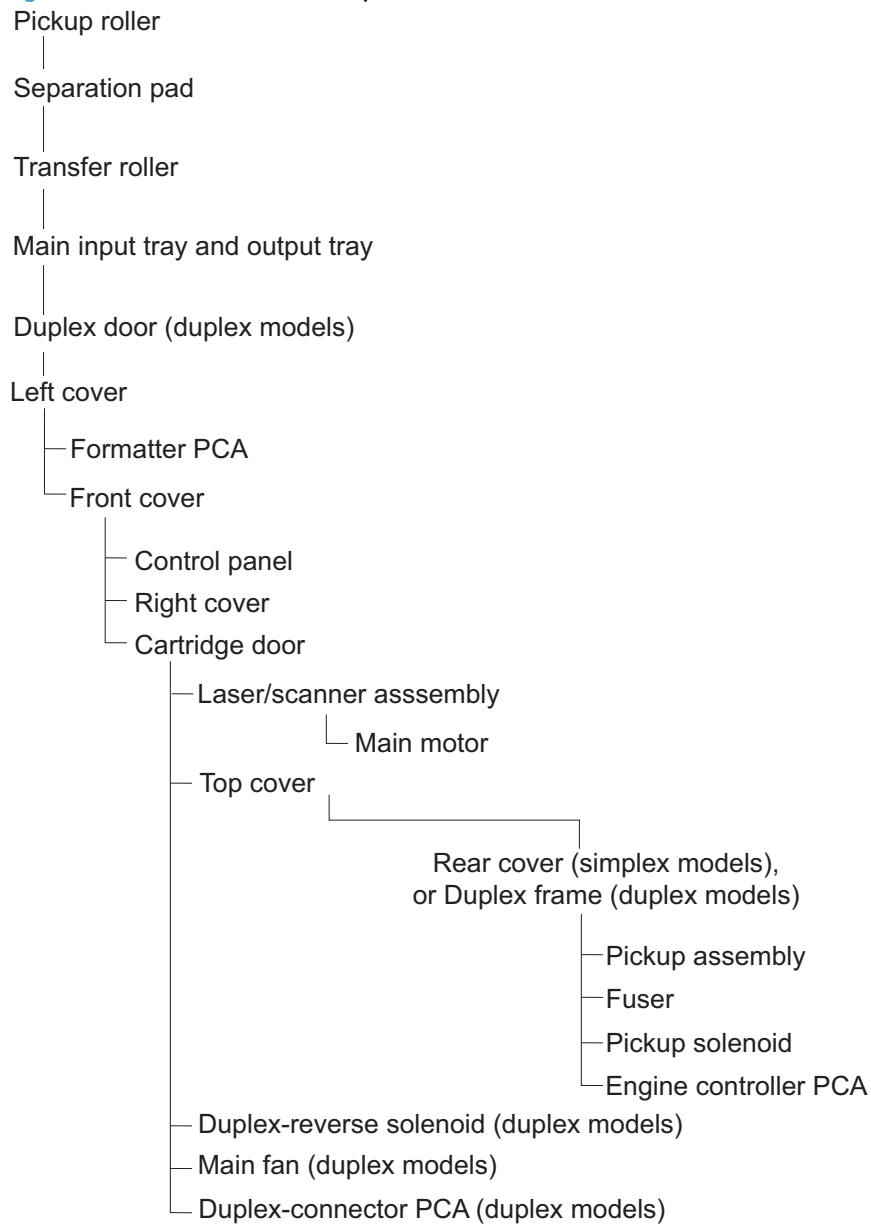 Pickup roller
Separation pad
Transfer roller
Main input tray and output tray
Duplex door (duplex models)
Left cover
Formatter PCA
Front cover
Control panel
Right cover
Cartridge door
Laser/scanner asssembly
Main motor
Top cover
Rear cover (simplex models),
or Duplex frame (duplex models)
Pickup assembly
Fuser
Pickup solenoid
Engine controller PCA
Duplex-reverse solenoid (duplex models)
Main fan (duplex models)
Duplex-connector PCA (duplex models)